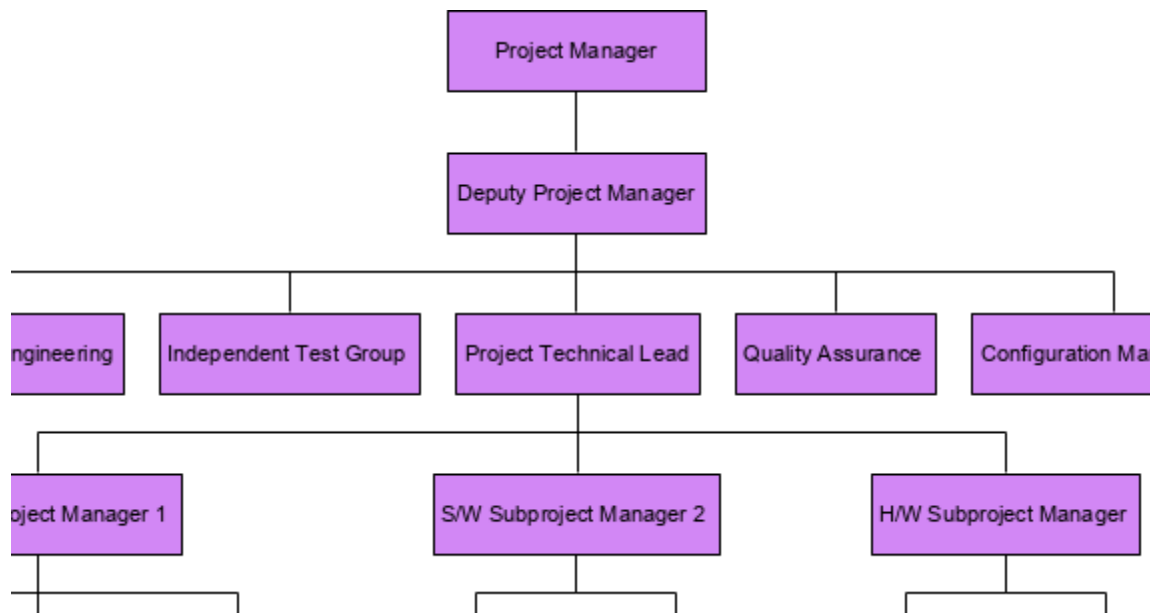 Project Manager
Deputy Project Manager
ngineering
Independent Test Group
Project Technical Lead
Quality Assurance
Configuration Ma
oject Manager 1
S/W Subproject Manager 2
H/W Subproject Manager